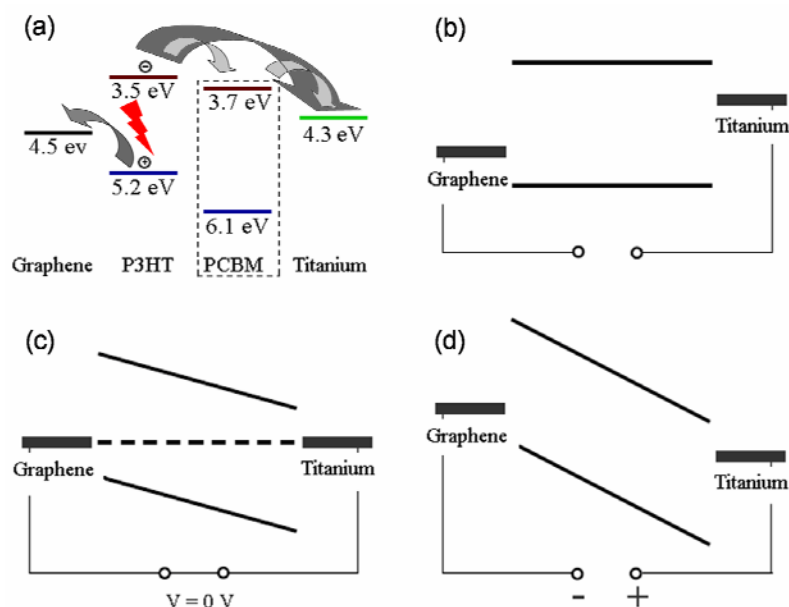 (a)
⊖
3.5 eV
3.7 eV
4.3 eV
4.5 ev
⊕
5.2 eV
6.1 eV
Graphene P3HT PCBM Titanium
(b)
Titanium
Graphene
(c)
Graphene
Titanium
V = 0 V
(d)
Graphene
Titanium
- +